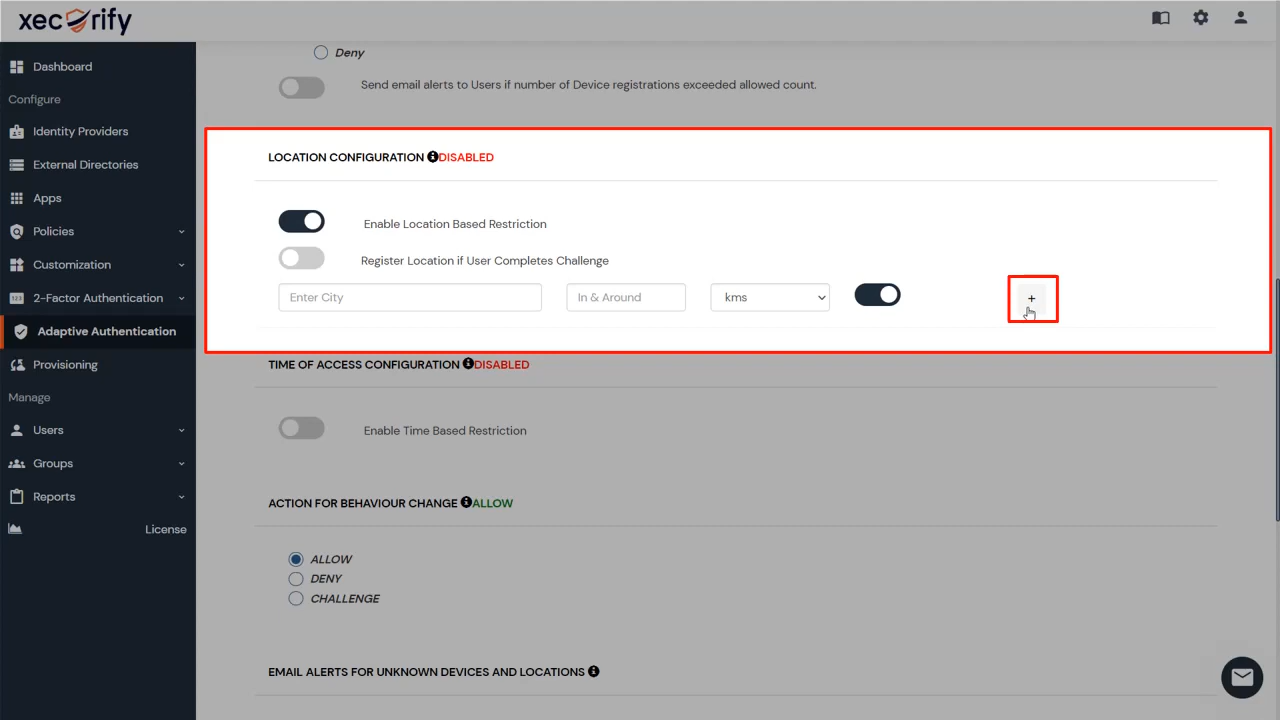 xecurify
Dashboard
Configure
Identity Providers
External Directories
Apps
Policies
Customization
2-Factor Authentication
Adaptive Authentication
Provisioning
Manage
Users
Groups
Reports
License
Deny
Send email alerts to Users if number of Device registrations exceeded allowed count.
LOCATION CONFIGURATION DISABLED
Enable Location Based Restriction
Register Location if User Completes Challenge
Enter City In & Around kms +
TIME OF ACCESS CONFIGURATION DISABLED
Enable Time Based Restriction
ACTION FOR BEHAVIOUR CHANGE ALLOW
ALLOW
DENY
CHALLENGE
EMAIL ALERTS FOR UNKNOWN DEVICES AND LOCATIONS